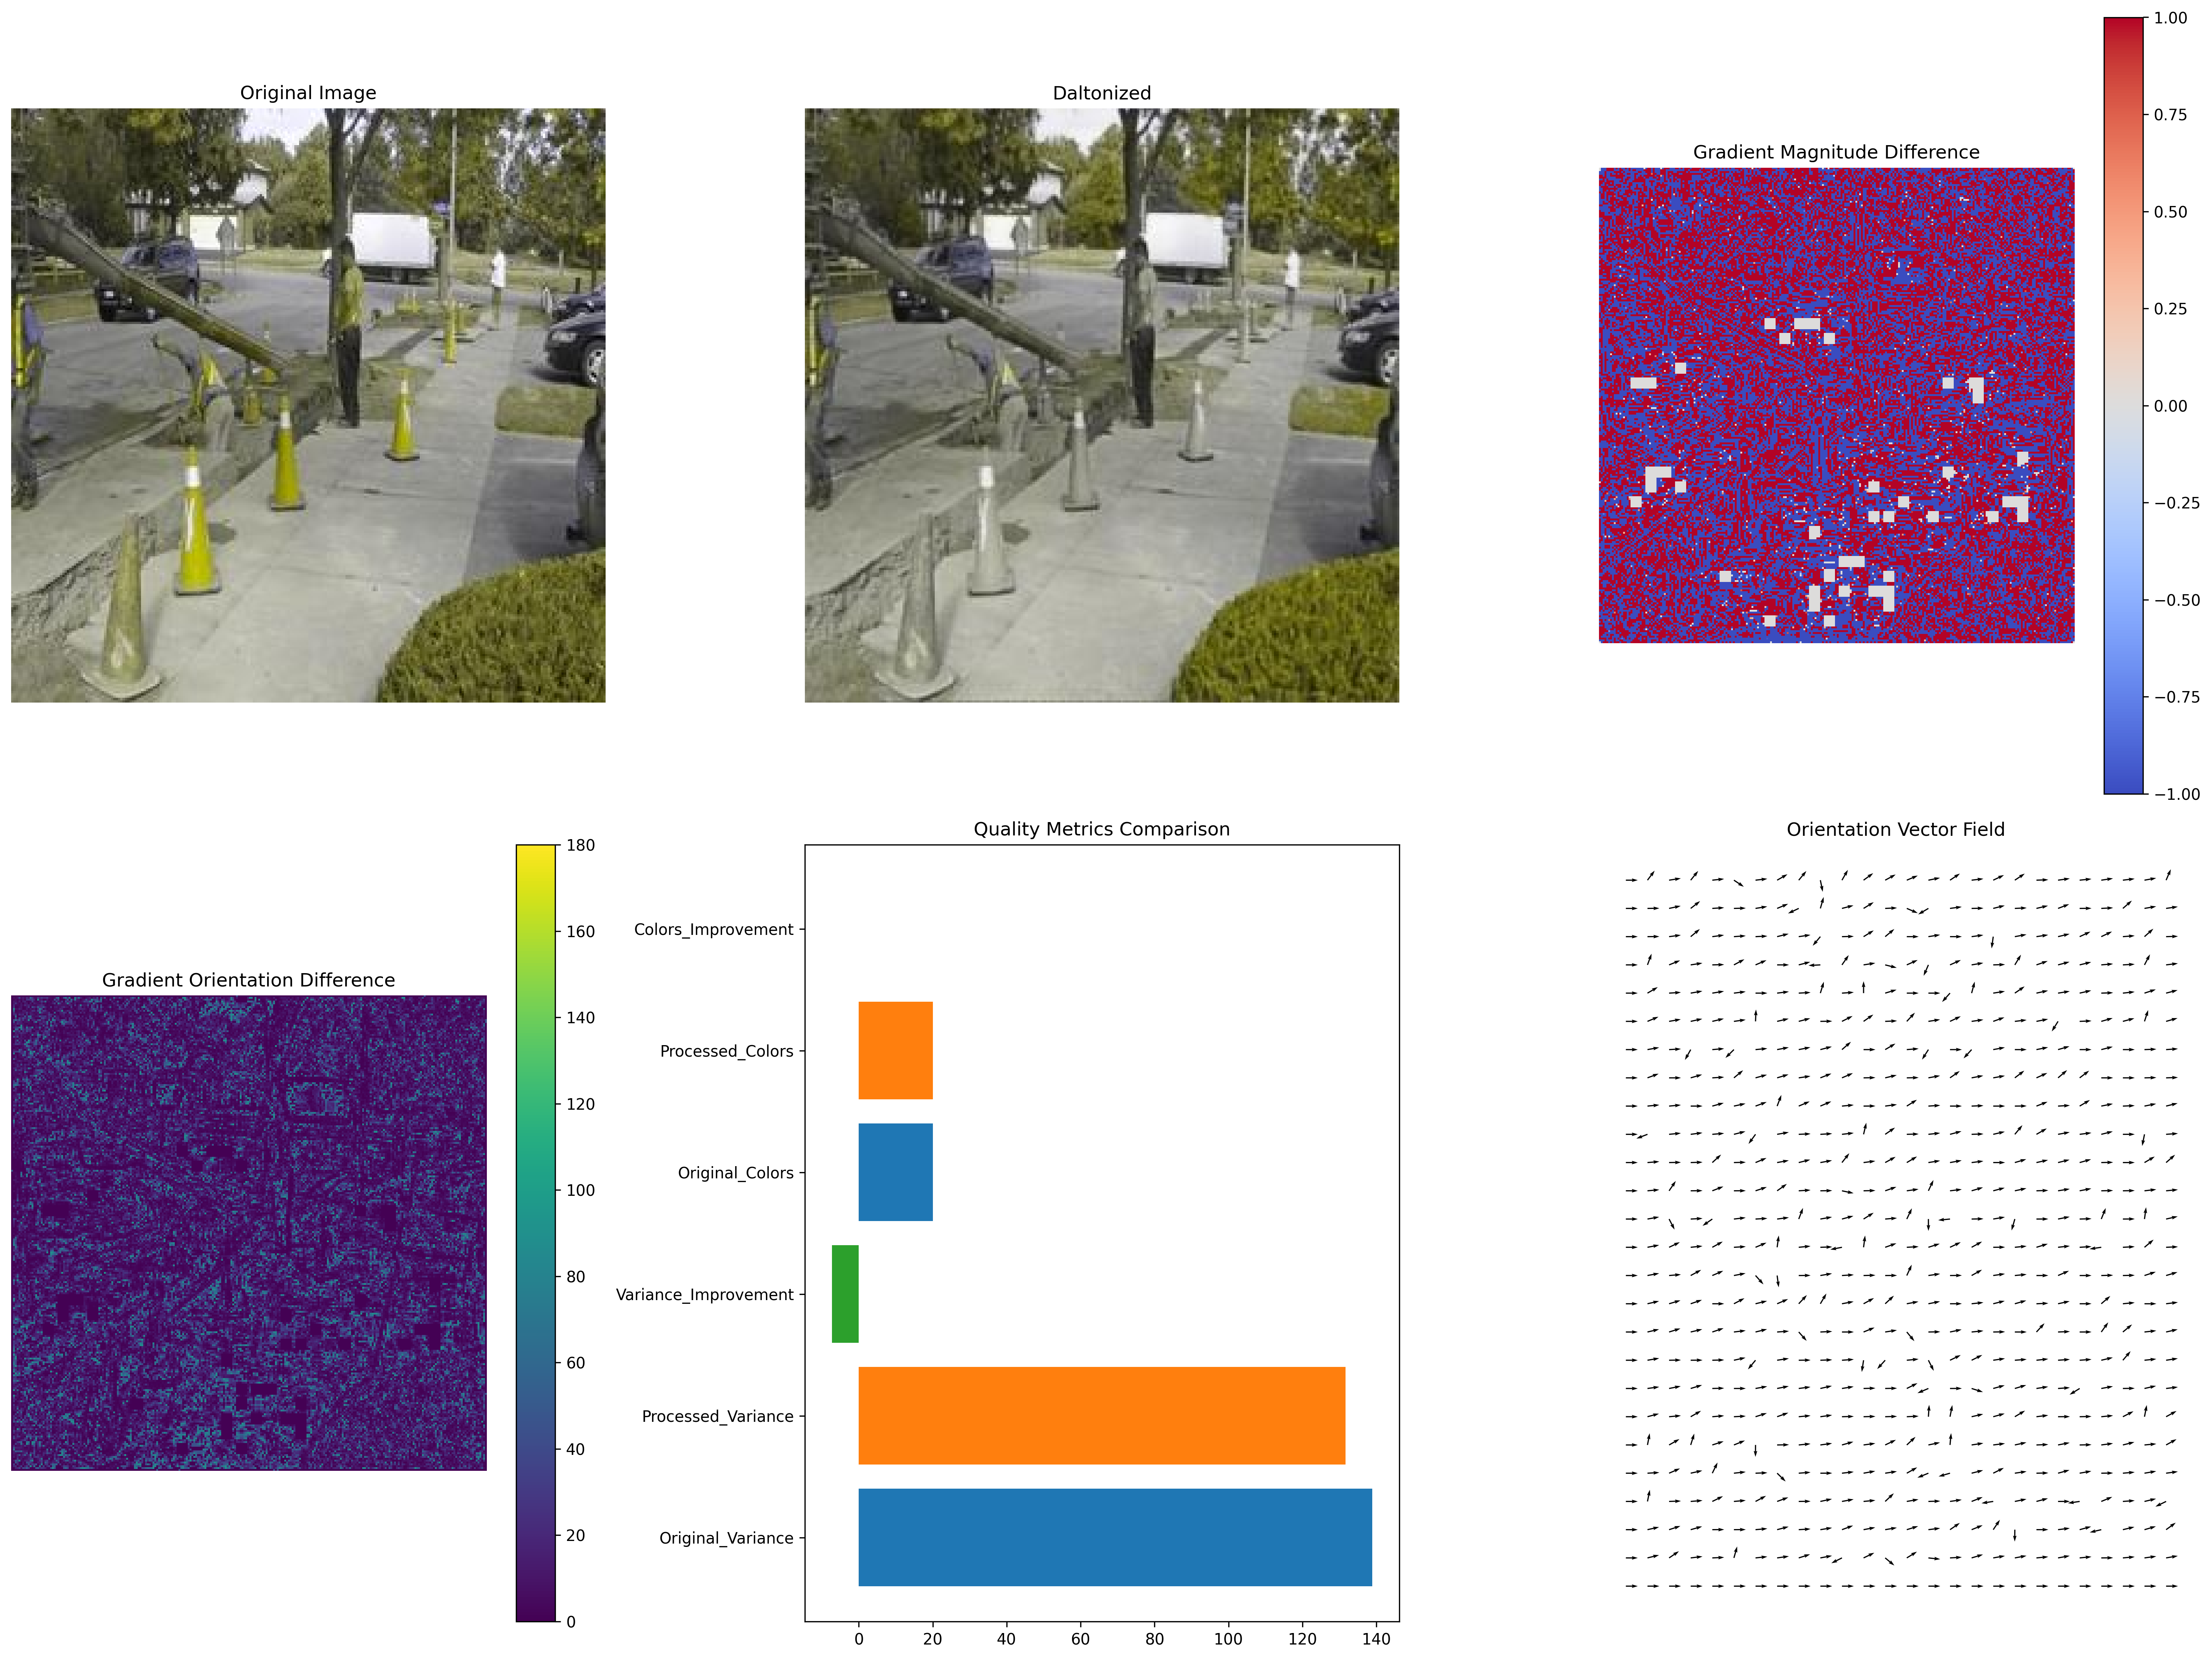 Original Image
Daltonized
Gradient Magnitude Difference
1.00
0.75
0.50
0.25
0.00
−0.25
−0.50
−0.75
−1.00
Gradient Orientation Difference
180
160
140
120
100
80
60
40
20
0
Quality Metrics Comparison
Colors_Improvement
Processed_Colors
Original_Colors
Variance_Improvement
Processed_Variance
Original_Variance
0 20 40 60 80 100 120 140
Orientation Vector Field